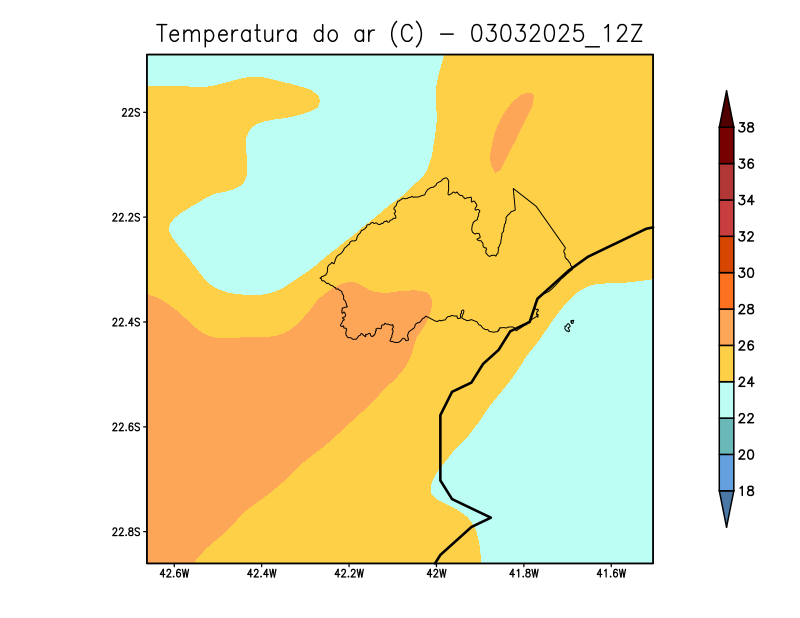 Temperatura do ar (C) - 03032025_12Z
22S
22.2S
22.4S
22.6S
22.8S
42.6W
42.4W
42.2W
42W
41.8W
41.6W
38
36
34
32
30
28
26
24
22
20
18